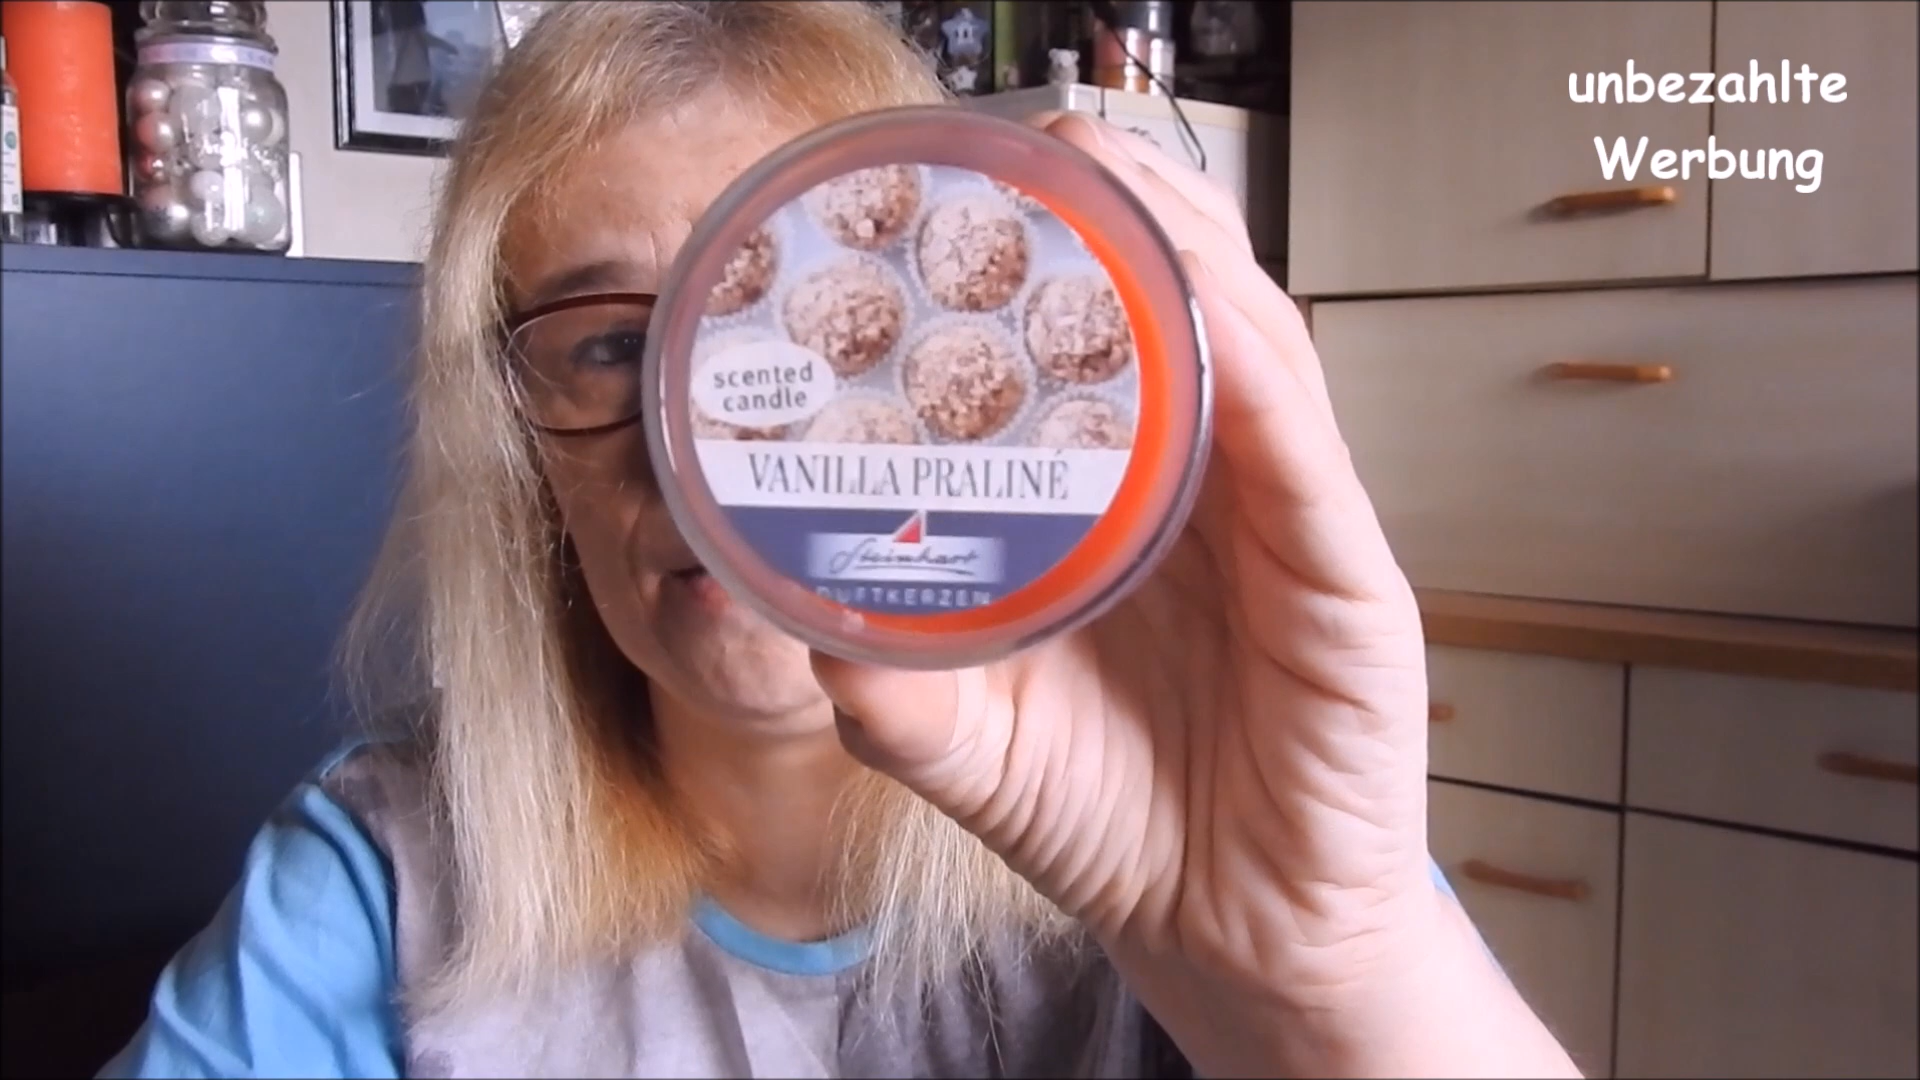 unbezahlte
Werbung
scented
candle
VANILLA PRALINÉ
Steinhart
DUFTKERZEN